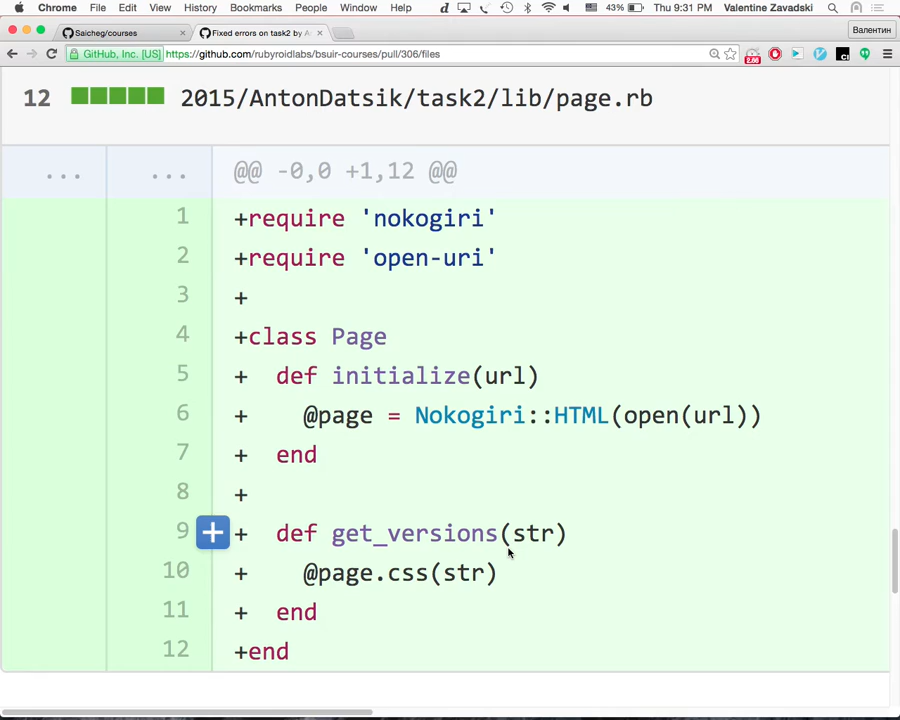 Chrome File Edit View History Bookmarks People Window Help 43% Thu 9:31 PM Valentine Zavadski
Saicheg/courses × Fixed errors on task2 by A × Валентин
GitHub, Inc. [US] https://github.com/rubyroidlabs/bsuir-courses/pull/306/files
12 2015/AntonDatsik/task2/lib/page.rb
... ... @@ -0,0 +1,12 @@
1 +require 'nokogiri'
2 +require 'open-uri'
3 +
4 +class Page
5 + def initialize(url)
6 + @page = Nokogiri::HTML(open(url))
7 + end
8 +
9 + def get_versions(str)
10 + @page.css(str)
11 + end
12 +end